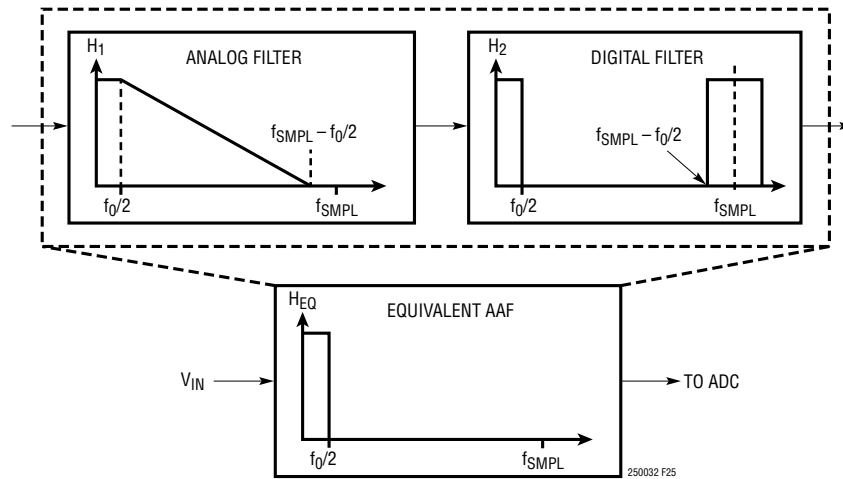 H1
ANALOG FILTER
fSMPL – f0/2
f0/2
fSMPL
H2
DIGITAL FILTER
fSMPL – f0/2
f0/2
fSMPL
HEQ
EQUIVALENT AAF
VIN
TO ADC
f0/2
fSMPL
250032 F25